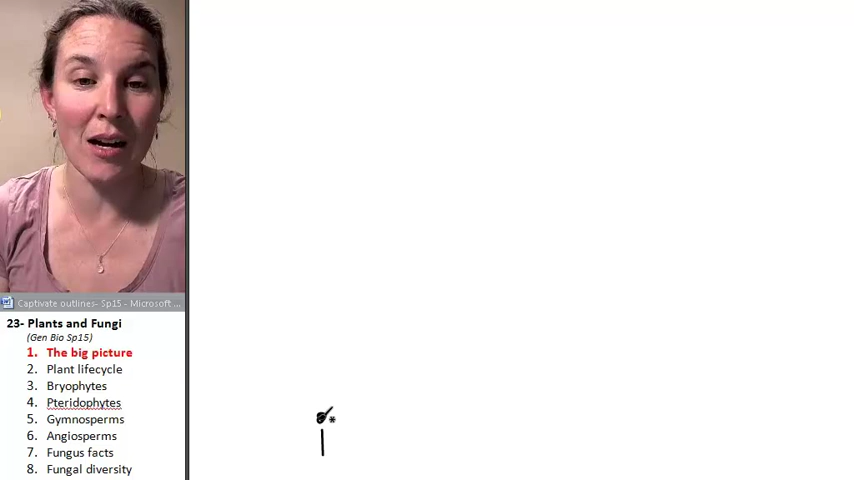 Captivate outlines- Sp15 - Microsoft ...
23- Plants and Fungi
(Gen Bio Sp15)
1. The big picture
2. Plant lifecycle
3. Bryophytes
4. Pteridophytes
5. Gymnosperms
6. Angiosperms
7. Fungus facts
8. Fungal diversity